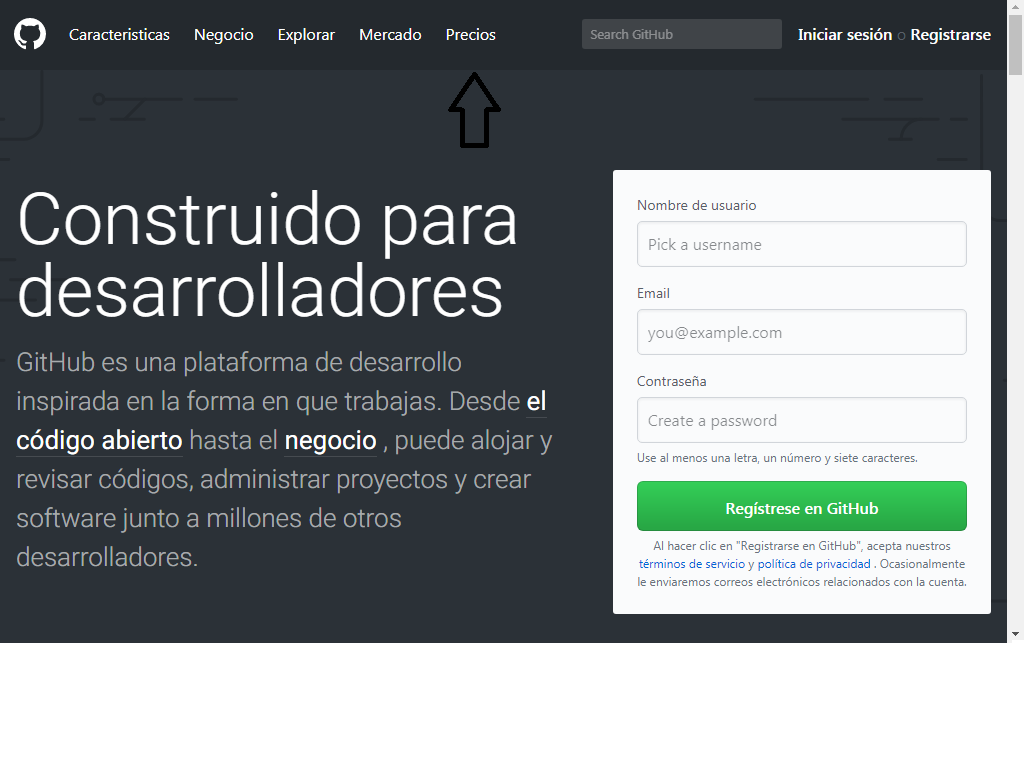 Caracteristicas Negocio Explorar Mercado Precios Search GitHub Iniciar sesión o Registrarse
Construido para
desarrolladores
GitHub es una plataforma de desarrollo
inspirada en la forma en que trabajas. Desde el
código abierto hasta el negocio , puede alojar y
revisar códigos, administrar proyectos y crear
software junto a millones de otros
desarrolladores.
Nombre de usuario
Pick a username
Email
you@example.com
Contraseña
Create a password
Use al menos una letra, un número y siete caracteres.
Regístrese en GitHub
Al hacer clic en "Registrarse en GitHub", acepta nuestros
términos de servicio y política de privacidad . Ocasionalmente
le enviaremos correos electrónicos relacionados con la cuenta.